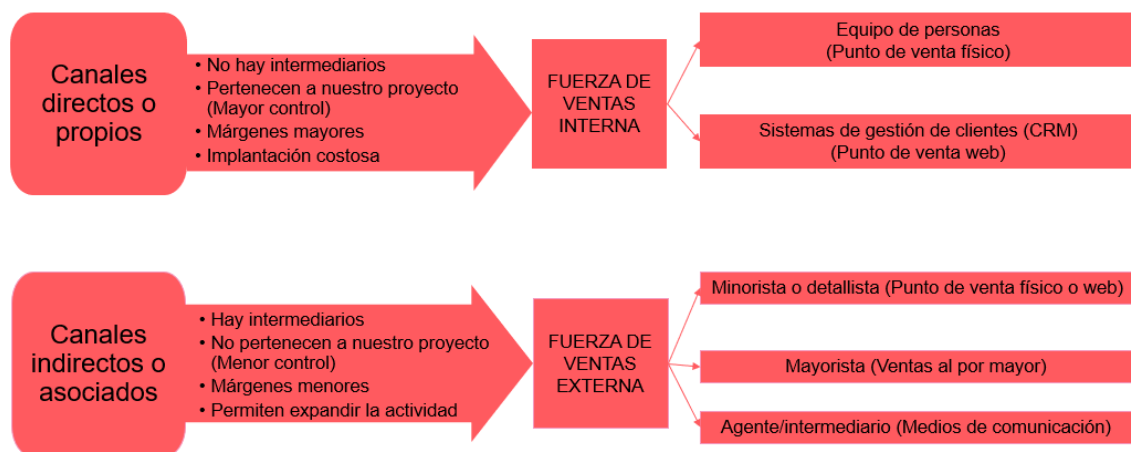 Canales
directos o
propios
• No hay intermediarios
• Pertenecen a nuestro proyecto
(Mayor control)
• Márgenes mayores
• Implantación costosa
FUERZA DE
VENTAS
INTERNA
Equipo de personas
(Punto de venta físico)
Sistemas de gestión de clientes (CRM)
(Punto de venta web)
Canales
indirectos o
asociados
• Hay intermediarios
• No pertenecen a nuestro proyecto
(Menor control)
• Márgenes menores
• Permiten expandir la actividad
FUERZA DE
VENTAS
EXTERNA
Minorista o detallista (Punto de venta físico o web)
Mayorista (Ventas al por mayor)
Agente/intermediario (Medios de comunicación)